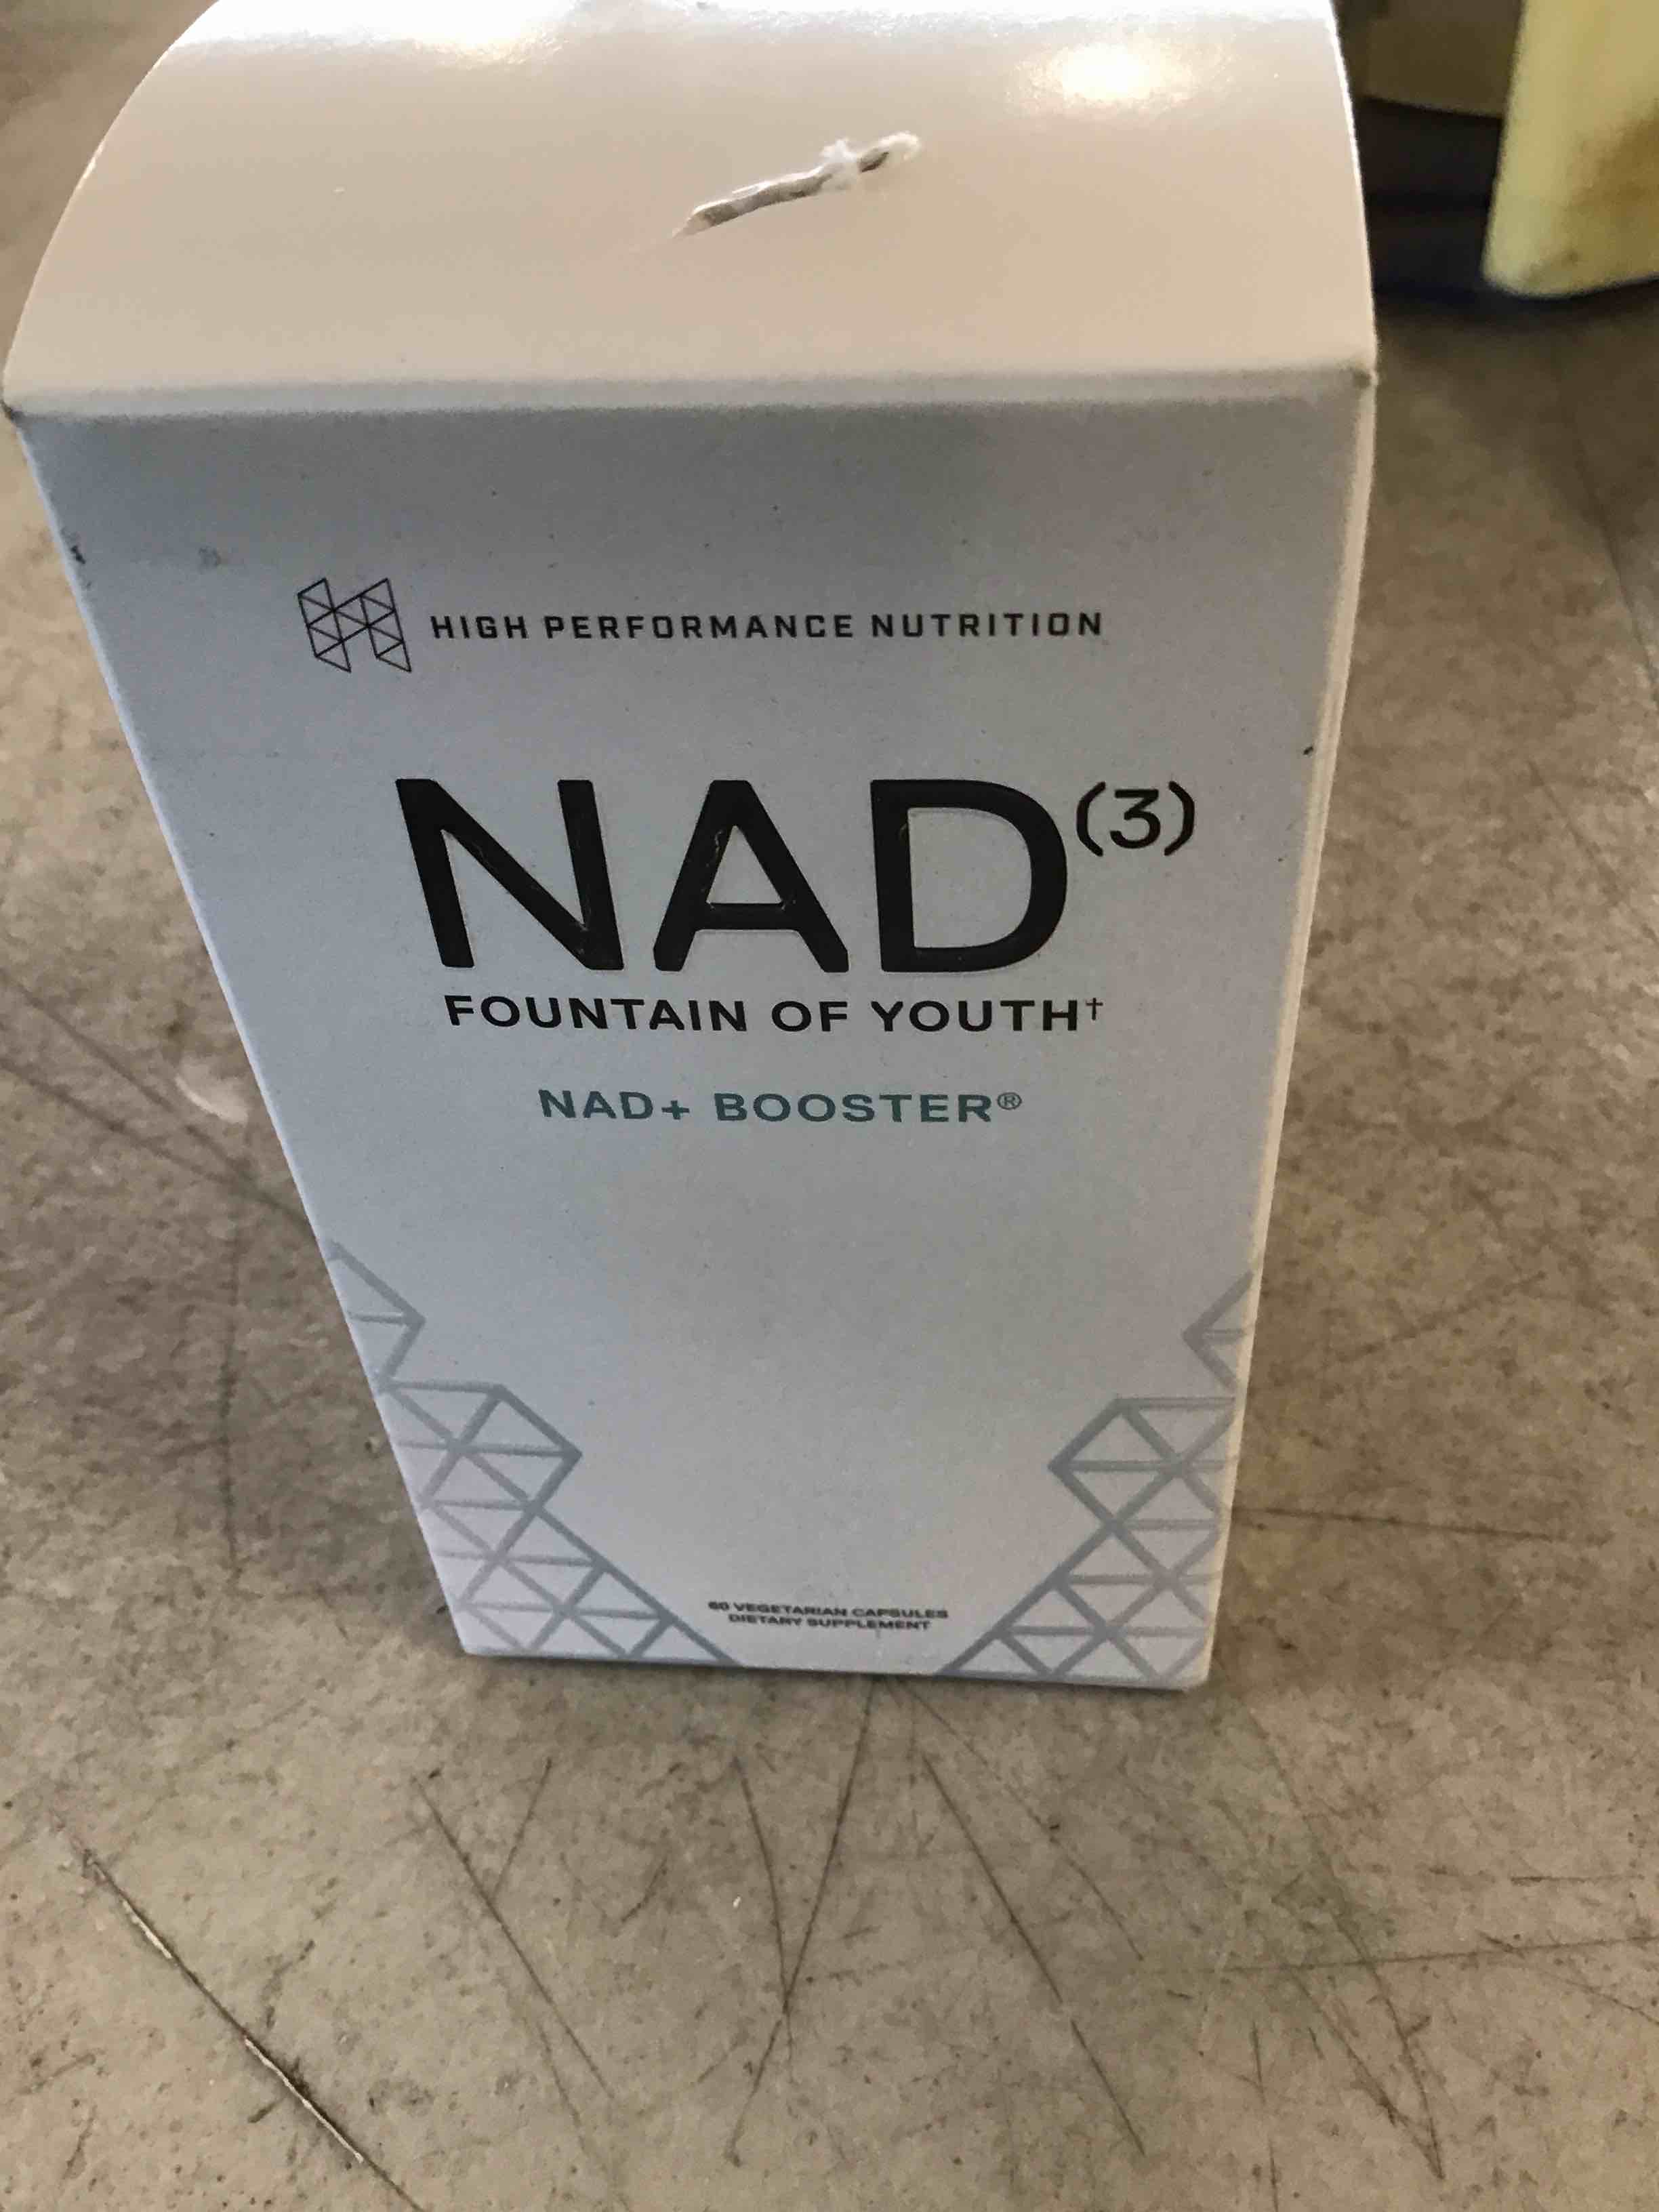 HIGH PERFORMANCE NUTRITION
NAD(3)
FOUNTAIN OF YOUTH†
NAD+ BOOSTER®
60 VEGETARIAN CAPSULES
DIETARY SUPPLEMENT